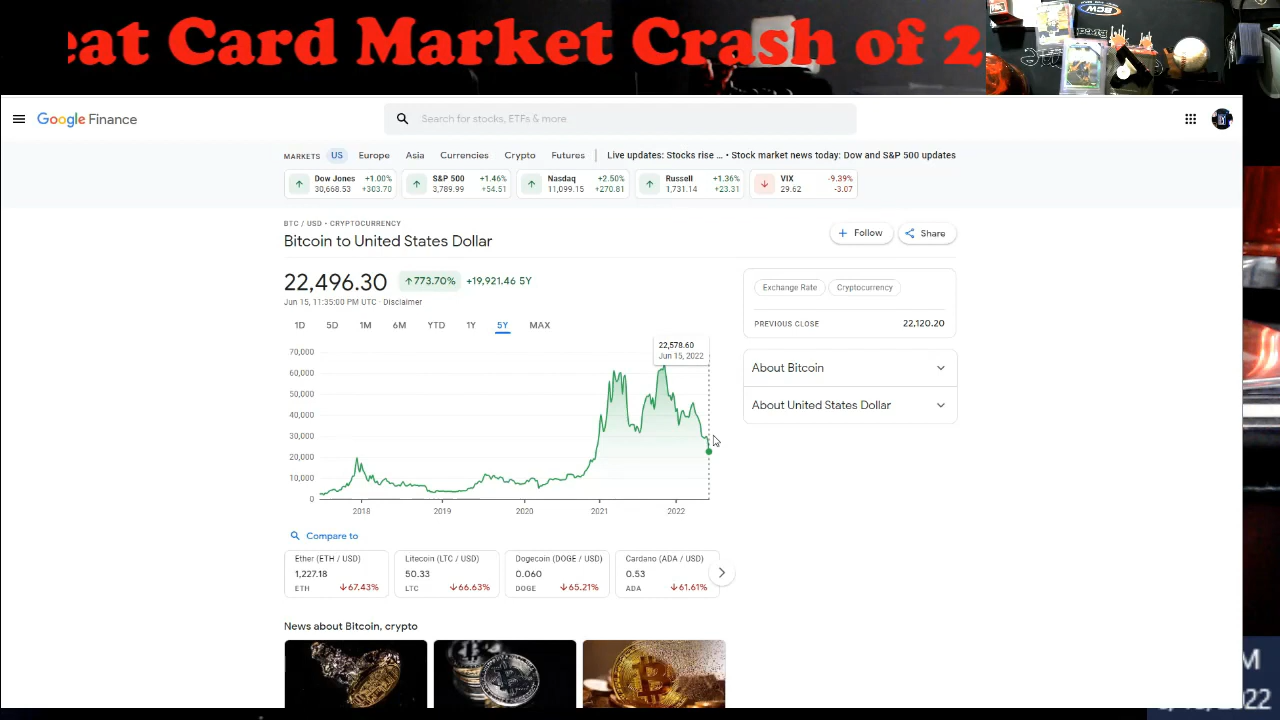 eat Card Market Crash of 2
BCW
Google Finance
Search for stocks, ETFs & more
MARKETS US Europe Asia Currencies Crypto Futures Live updates: Stocks rise ... • Stock market news today: Dow and S&P 500 updates
Dow Jones +1.00% S&P 500 +1.46% Nasdaq +2.50% Russell +1.36% VIX -9.39%
30,668.53 +303.70 3,789.99 +54.51 11,099.15 +270.81 1,731.14 +23.31 29.62 -3.07
BTC / USD • CRYPTOCURRENCY
Bitcoin to United States Dollar
+ Follow Share
22,496.30 ↑773.70% +19,921.46 5Y
Jun 15, 11:35:00 PM UTC · Disclaimer
1D 5D 1M 6M YTD 1Y 5Y MAX
22,578.60
Jun 15, 2022
70,000
60,000
50,000
40,000
30,000
20,000
10,000
0
2018 2019 2020 2021 2022
Exchange Rate Cryptocurrency
PREVIOUS CLOSE 22,120.20
About Bitcoin
About United States Dollar
Compare to
Ether (ETH / USD) Litecoin (LTC / USD) Dogecoin (DOGE / USD) Cardano (ADA / USD)
1,227.18 50.33 0.060 0.53
ETH ↓67.43% LTC ↓66.63% DOGE ↓65.21% ADA ↓61.61%
News about Bitcoin, crypto
M
2022